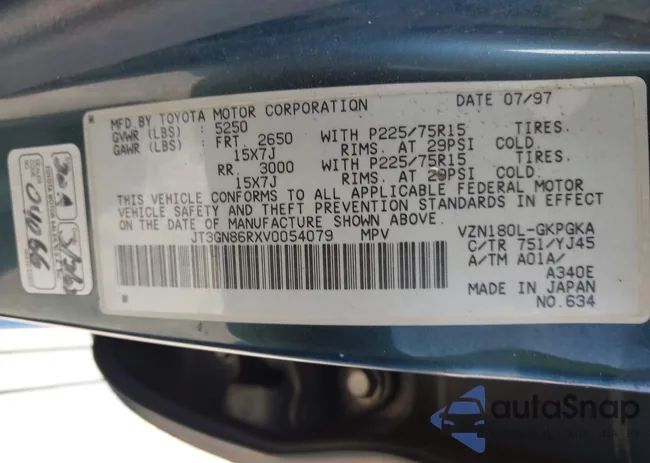 MFD.BY TOYOTA MOTOR CORPORATION DATE 07/97
GVWR (LBS) : 5250
GAWR (LBS) : FRT. 2650 WITH P225/75R15 TIRES.
15X7J RIMS. AT 29PSI COLD.
RR. 3000 WITH P225/75R15 TIRES.
15X7J RIMS. AT 29PSI COLD.
THIS VEHICLE CONFORMS TO ALL APPLICABLE FEDERAL MOTOR
VEHICLE SAFETY AND THEFT PREVENTION STANDARDS IN EFFECT
ON THE DATE OF MANUFACTURE SHOWN ABOVE.
JT3GN86RXV0054079 MPV VZN180L-GKPGKA
C/TR 751/YJ45
A/TM A01A/
A340E
MADE IN JAPAN
NO.634
04066
autoSnap